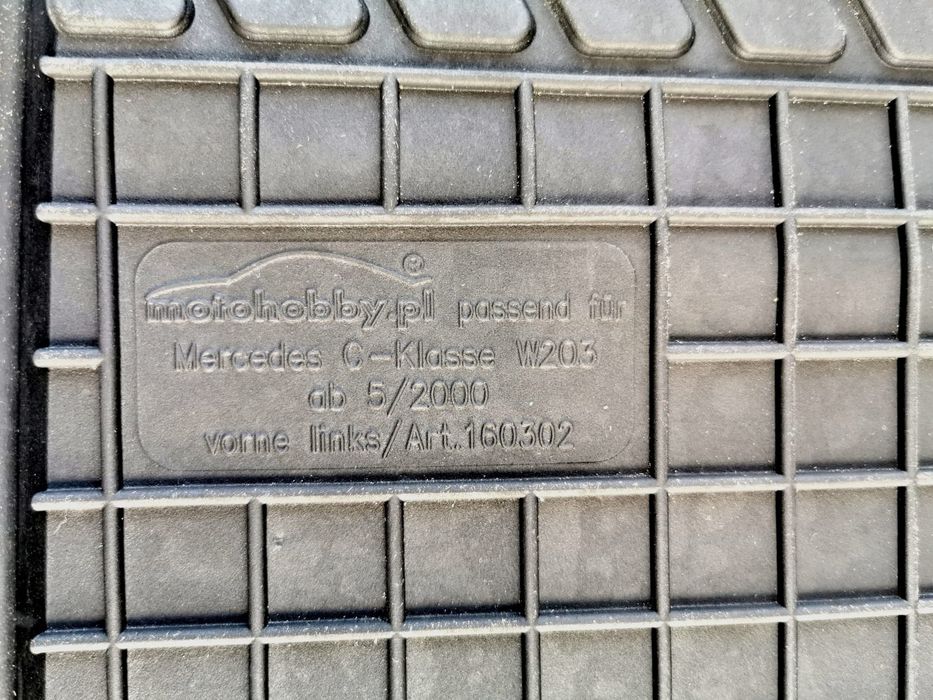 motohobby.pl ® passend für
Mercedes C-Klasse W203
ab 5/2000
vorne links/Art.160302